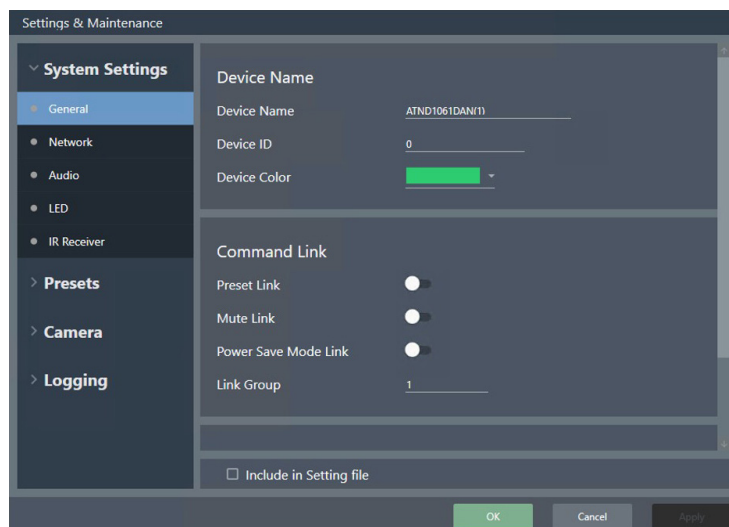 Settings & Maintenance
System Settings
General
Network
Audio
LED
IR Receiver
Presets
Camera
Logging
Device Name
Device Name ATND1061DAN(1)
Device ID 0
Device Color
Command Link
Preset Link
Mute Link
Power Save Mode Link
Link Group 1
Include in Setting file
OK Cancel Apply